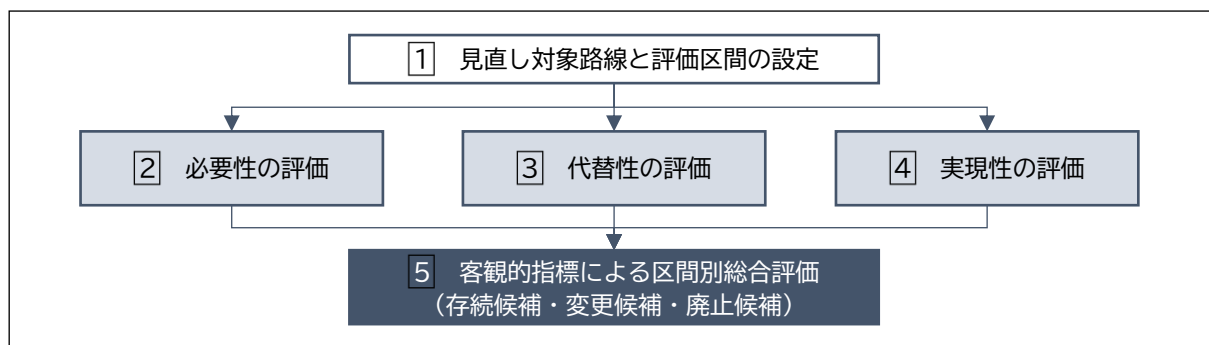 1 見直し対象路線と評価区間の設定
2 必要性の評価
3 代替性の評価
4 実現性の評価
5 客観的指標による区間別総合評価
（存続候補・変更候補・廃止候補）